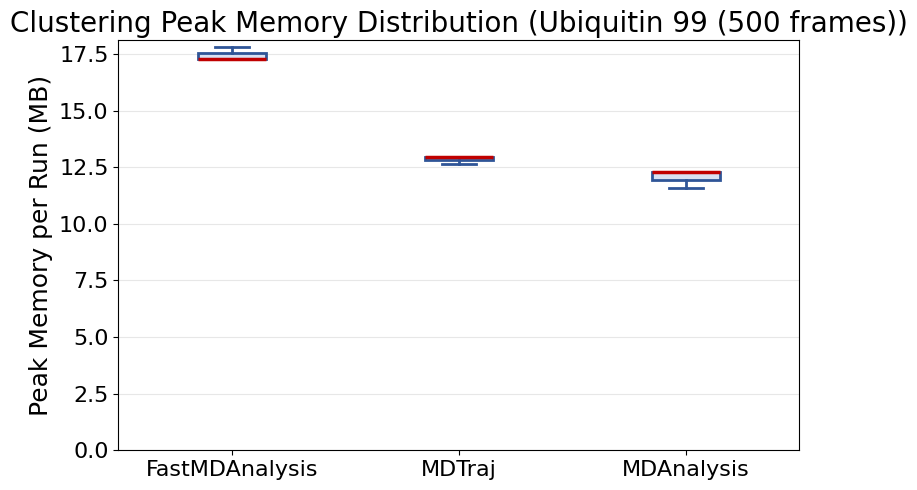 Clustering Peak Memory Distribution (Ubiquitin 99 (500 frames))
Peak Memory per Run (MB)
17.5
15.0
12.5
10.0
7.5
5.0
2.5
0.0
FastMDAnalysis
MDTraj
MDAnalysis